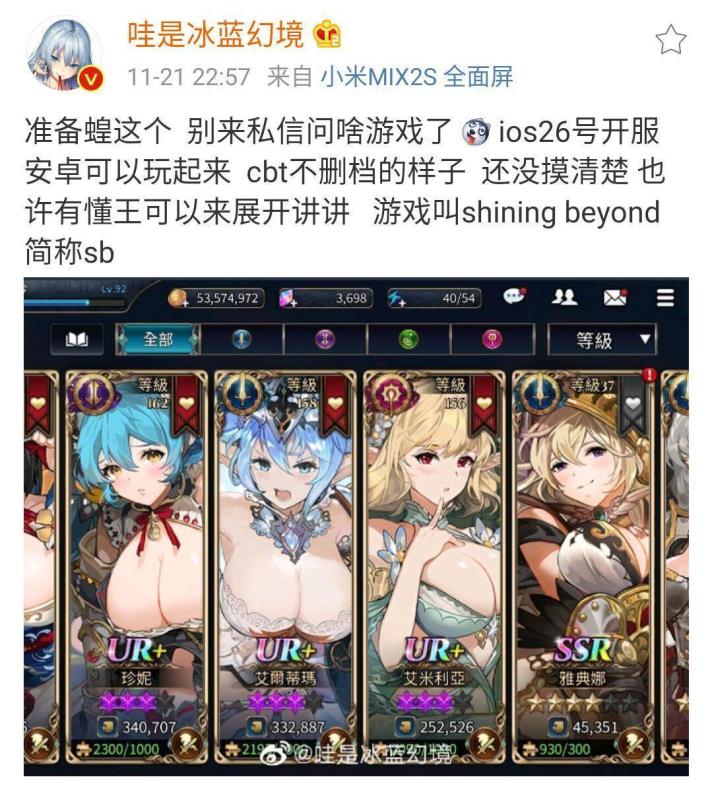 哇是冰蓝幻境
11-21 22:57 来自 小米MIX2S 全面屏
准备蝗这个 别来私信问啥游戏了 ios26号开服
安卓可以玩起来 cbt不删档的样子 还没摸清楚 也
许有懂王可以来展开讲讲 游戏叫shining beyond
简称sb
Lv.92 53,574,972 3,698 40/54
全部 等級
等級 等級 等級 等級37
162 158 156
UR+ UR+ UR+ SSR
珍妮 艾爾蒂瑪 艾米利亞 雅典娜
340,707 332,887 252,526 45,351
2300/1000 930/300
@哇是冰蓝幻境